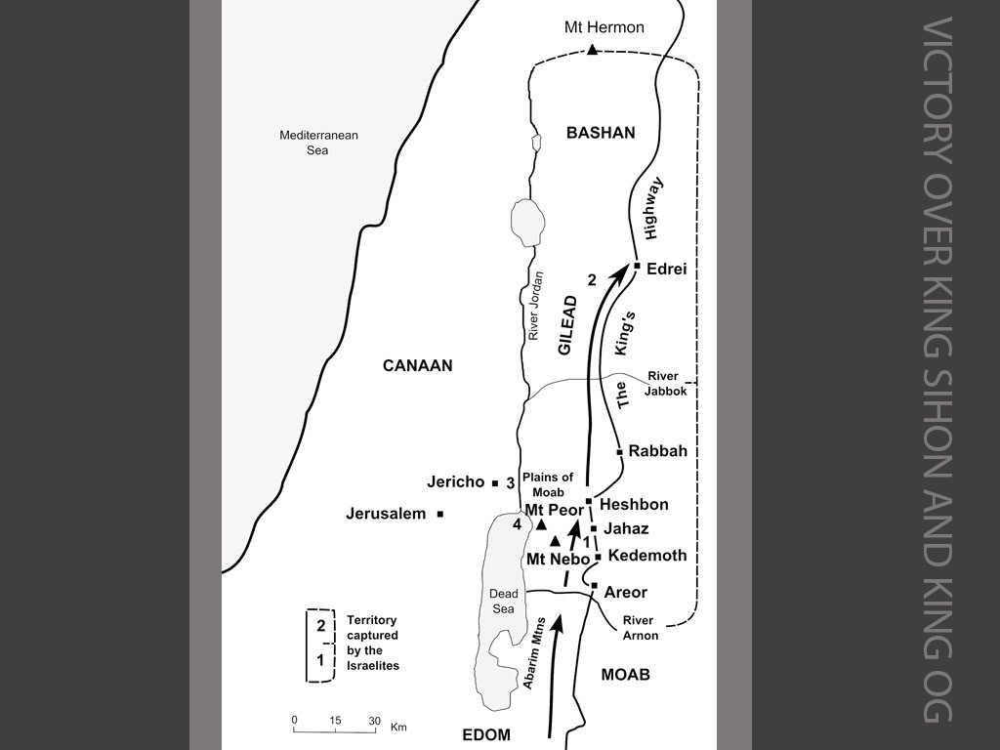 Mt Hermon
Mediterranean
Sea
BASHAN
The King's Highway
Edrei
2
River Jordan
GILEAD
CANAAN
River
Jabbok
Rabbah
Jericho
3
Plains of
Moab
Jerusalem
4
Mt Peor
Heshbon
Jahaz
1
Mt Nebo
Kedemoth
Areor
Dead
Sea
River
Arnon
Abarim Mtns
MOAB
EDOM
2
1
Territory
captured
by the
Israelites
0 15 30 Km
VICTORY OVER KING SIHON AND KING OG